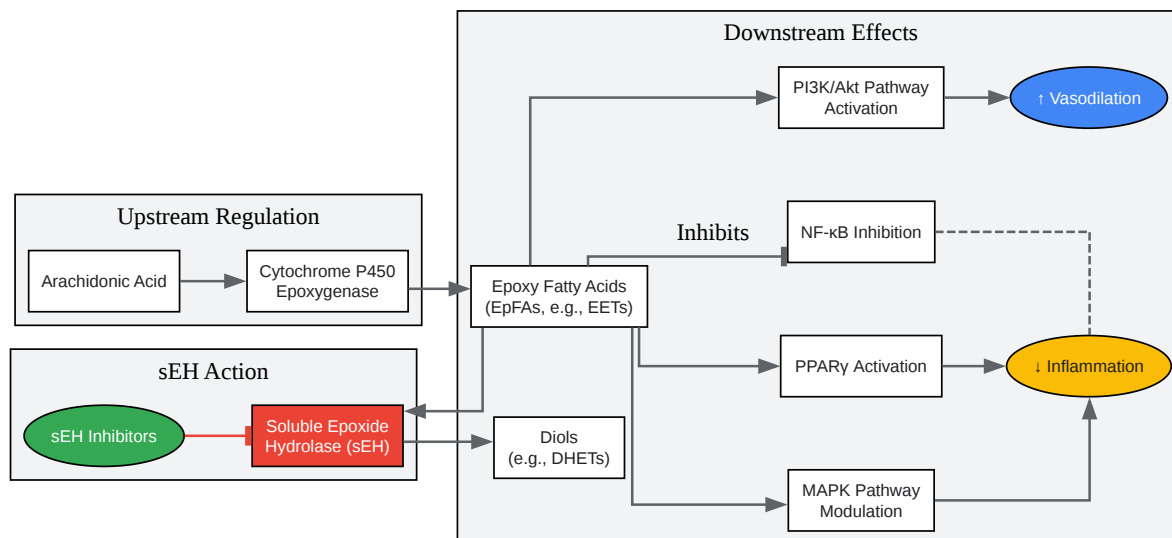 Downstream Effects
PI3K/Akt Pathway
Activation
↑ Vasodilation
Upstream Regulation
Inhibits
NF-κB Inhibition
Arachidonic Acid
Cytochrome P450
Epoxygenase
Epoxy Fatty Acids
(EpFAs, e.g., EETs)
sEH Action
PPARγ Activation
↓ Inflammation
sEH Inhibitors
Soluble Epoxide
Hydrolase (sEH)
Diols
(e.g., DHETs)
MAPK Pathway
Modulation